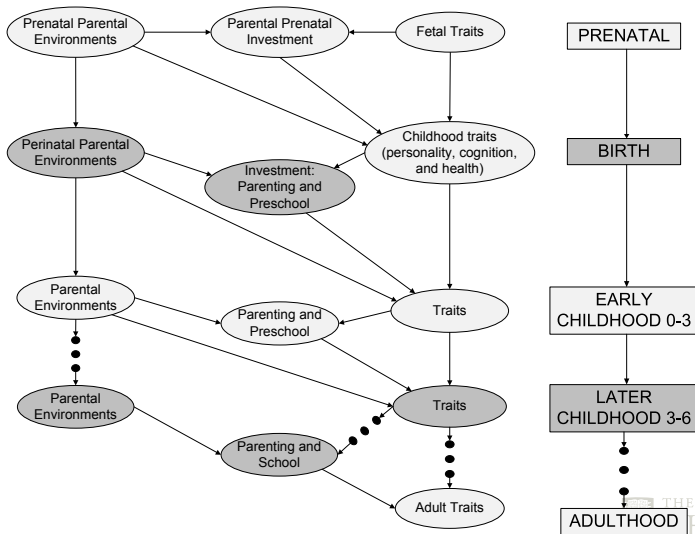 Prenatal Parental
Environments
Parental Prenatal
Investment
Fetal Traits
PRENATAL
Perinatal Parental
Environments
Investment:
Parenting and
Preschool
Childhood traits
(personality, cognition,
and health)
BIRTH
Parental
Environments
Parenting and
Preschool
Traits
EARLY
CHILDHOOD 0-3
Parental
Environments
Parenting and
School
Traits
LATER
CHILDHOOD 3-6
Adult Traits
ADULTHOOD
THE